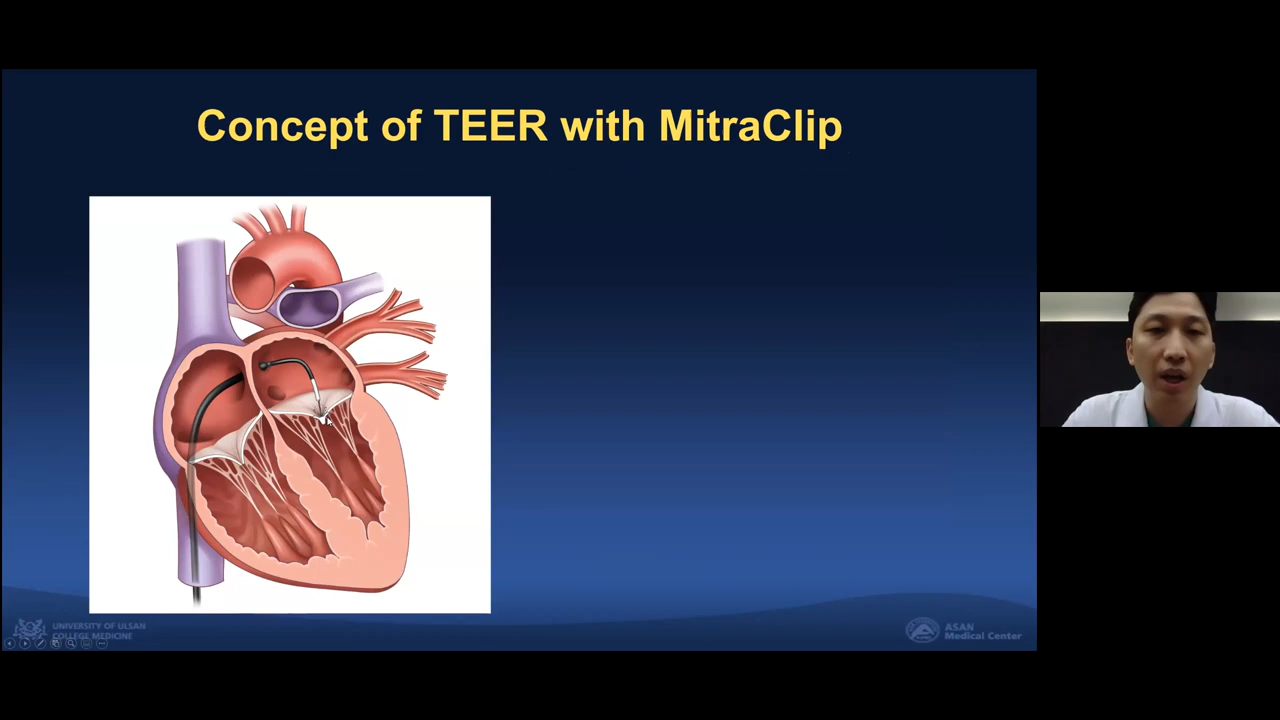 Concept of TEER with MitraClip
UNIVERSITY OF ULSAN
COLLEGE MEDICINE
ASAN
Medical Center